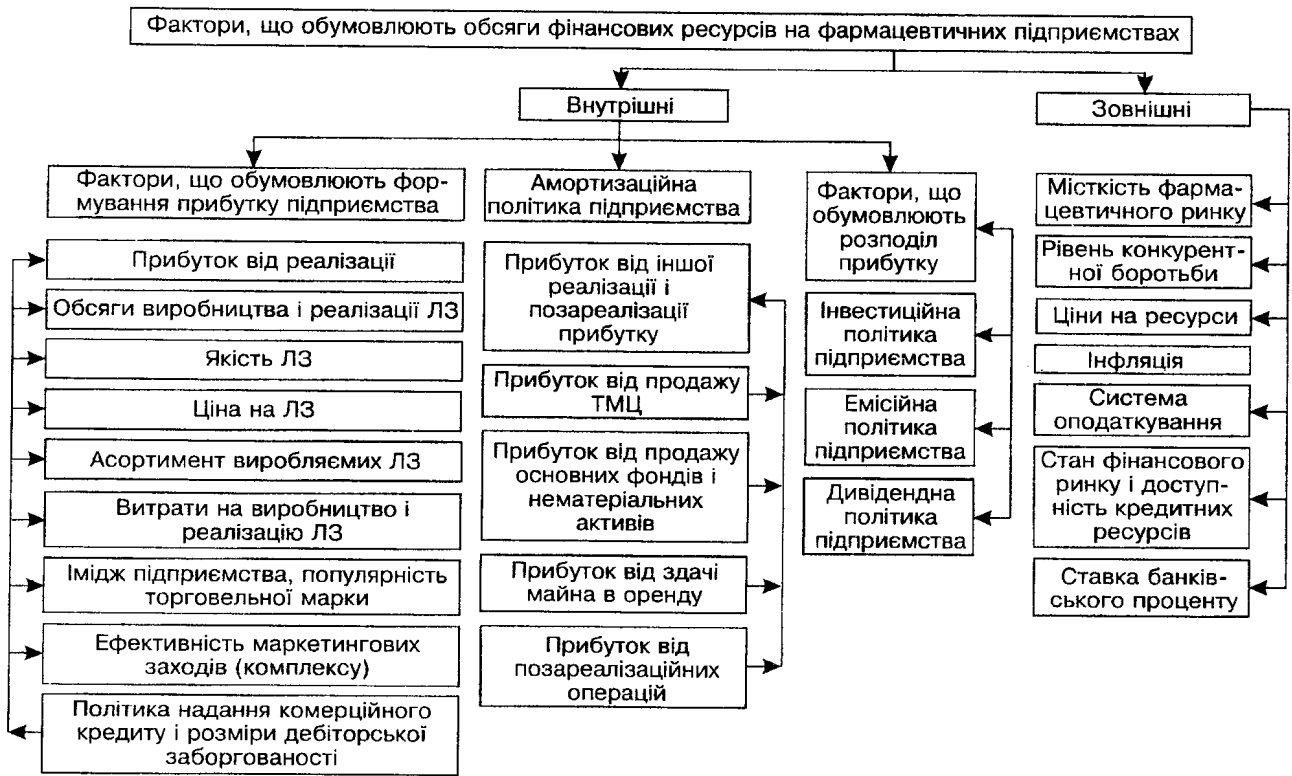 Фактори, що обумовлюють обсяги фінансових ресурсів на фармацевтичних підприємствах
Внутрішні
Зовнішні
Фактори, що обумовлюють фор-
мування прибутку підприємства
Прибуток від реалізації
Обсяги виробництва і реалізації ЛЗ
Якість ЛЗ
Ціна на ЛЗ
Асортимент виробляємих ЛЗ
Витрати на виробництво і
реалізацію ЛЗ
Імідж підприємства, популярність
торговельної марки
Ефективність маркетингових
заходів (комплексу)
Політика надання комерційного
кредиту і розміри дебіторської
заборгованості
Амортизаційна
політика підприємства
Прибуток від іншої
реалізації і
позареалізації
прибутку
Прибуток від продажу
ТМЦ
Прибуток від продажу
основних фондів і
нематеріальних
активів
Прибуток від здачі
майна в оренду
Прибуток від
позареалізаційних
операцій
Фактори, що
обумовлюють
розподіл
прибутку
Інвестиційна
політика
підприємства
Емісійна
політика
підприємства
Дивідендна
політика
підприємства
Місткість фарма-
цевтичного ринку
Рівень конкурент-
ної боротьби
Ціни на ресурси
Інфляція
Система
оподаткування
Стан фінансового
ринку і доступ-
ність кредитних
ресурсів
Ставка банків-
ського проценту